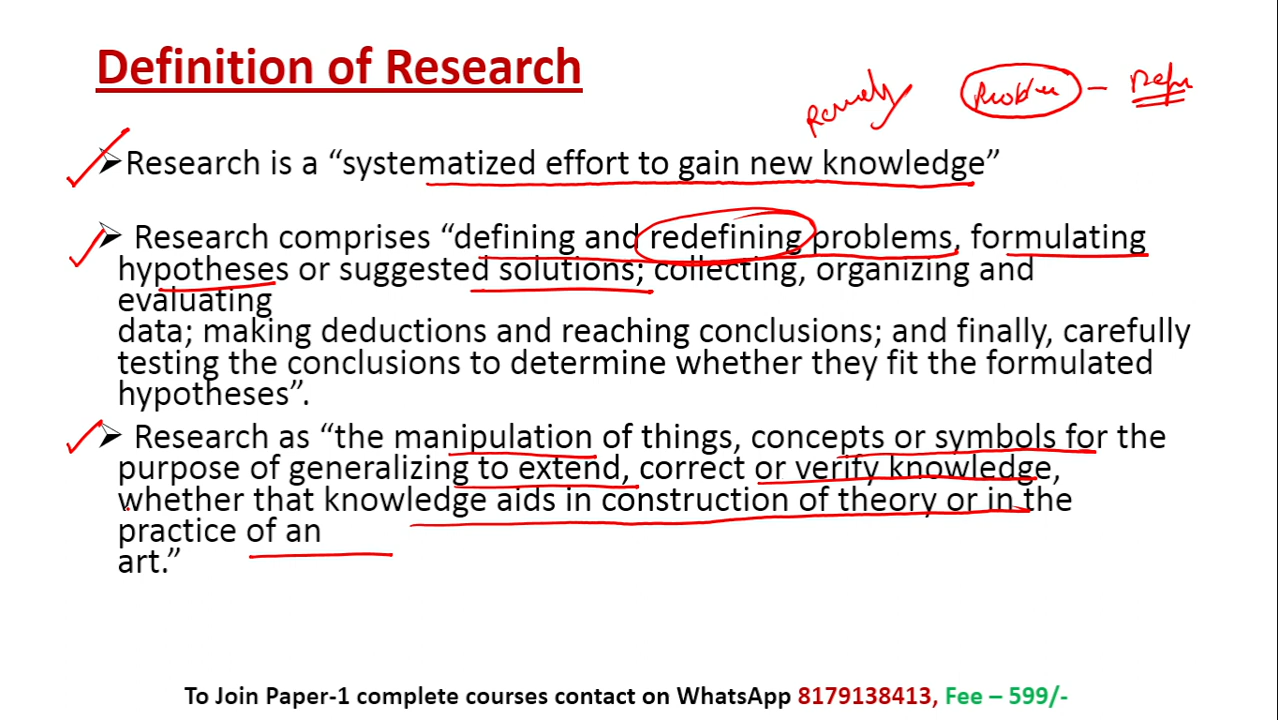 Definition of Research
Remedy
Problem –
➢Research is a “systematized effort to gain new knowledge”
➢ Research comprises “defining and redefining problems, formulating
hypotheses or suggested solutions; collecting, organizing and
evaluating
data; making deductions and reaching conclusions; and finally, carefully
testing the conclusions to determine whether they fit the formulated
hypotheses”.
➢ Research as “the manipulation of things, concepts or symbols for the
purpose of generalizing to extend, correct or verify knowledge,
whether that knowledge aids in construction of theory or in the
practice of an
art.”
To Join Paper-1 complete courses contact on WhatsApp 8179138413, Fee – 599/-